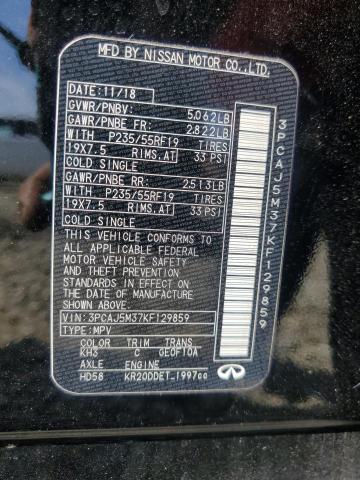 MFD BY NISSAN MOTOR CO.,LTD.
DATE: 11/18
GVWR/PNBV: 5,062LB
GAWR/PNBE FR: 2,822LB
WITH P235/55RF19 TIRES
19X7.5 RIMS,AT 33 PSI
COLD SINGLE
GAWR/PNBE RR: 2,513LB
WITH P235/55RF19 TIRES
19X7.5 RIMS,AT 33 PSI
COLD SINGLE
THIS VEHICLE CONFORMS TO
ALL APPLICABLE FEDERAL
MOTOR VEHICLE SAFETY
AND THEFT PREVENTION
STANDARDS IN EFFECT ON
THE DATE OF MANUFACTURE
SHOWN ABOVE.
VIN: 3PCAJ5M37KF129859
TYPE: MPV
COLOR TRIM TRANS
KH3 C GE0F10A
AXLE ENGINE
HD58 KR20DDET 1997cc
3PCAJ5M37KF129859